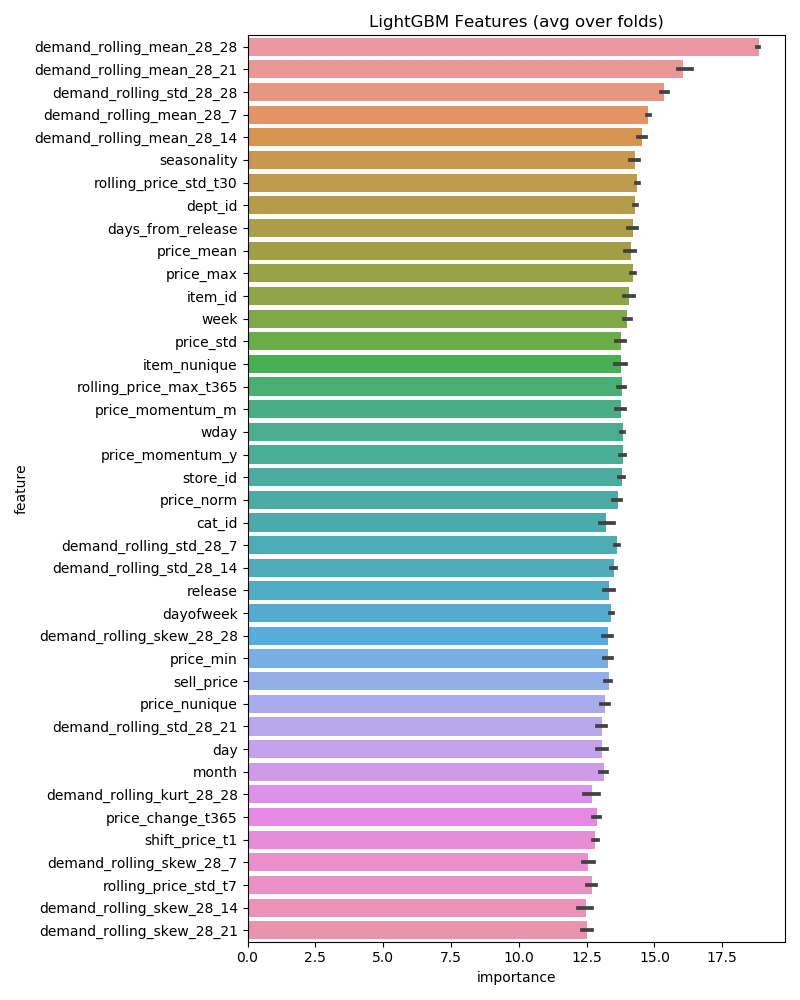 LightGBM Features (avg over folds)
demand_rolling_mean_28_28
demand_rolling_mean_28_21
demand_rolling_std_28_28
demand_rolling_mean_28_7
demand_rolling_mean_28_14
seasonality
rolling_price_std_t30
dept_id
days_from_release
price_mean
price_max
item_id
week
price_std
item_nunique
rolling_price_max_t365
price_momentum_m
wday
price_momentum_y
store_id
price_norm
cat_id
demand_rolling_std_28_7
demand_rolling_std_28_14
release
dayofweek
demand_rolling_skew_28_28
price_min
sell_price
price_nunique
demand_rolling_std_28_21
day
month
demand_rolling_kurt_28_28
price_change_t365
shift_price_t1
demand_rolling_skew_28_7
rolling_price_std_t7
demand_rolling_skew_28_14
demand_rolling_skew_28_21
feature
0.0 2.5 5.0 7.5 10.0 12.5 15.0 17.5
importance